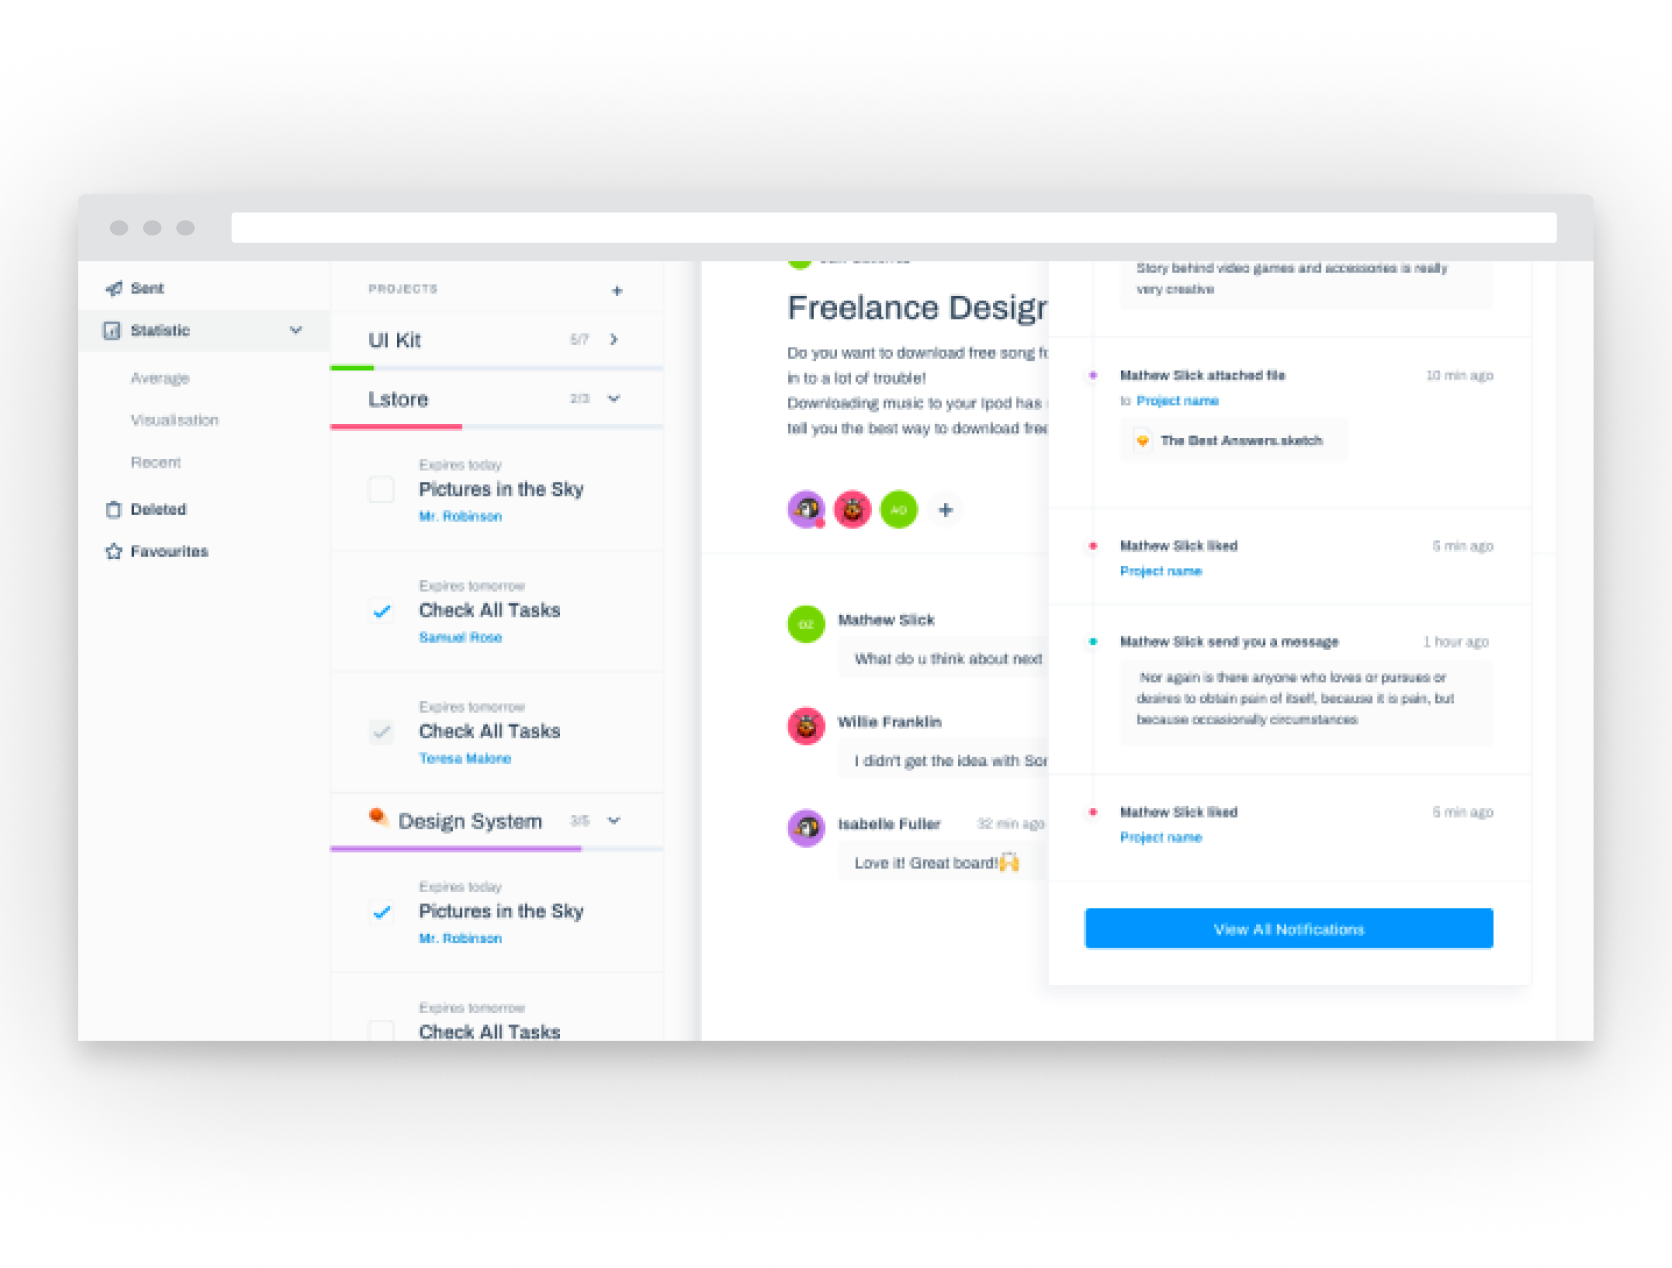 Sent
Statistic
Average
Visualisation
Recent
Deleted
Favourites
PROJECTS
+
UI Kit
5/7
Lstore
2/3
Expires today
Pictures in the Sky
Mr. Robinson
Expires tomorrow
Check All Tasks
Samuel Rose
Expires tomorrow
Check All Tasks
Teresa Malone
Design System
3/5
Expires today
Pictures in the Sky
Mr. Robinson
Expires tomorrow
Check All Tasks
Freelance Design
Do you want to download free song
in to a lot of trouble!
Downloading music to your Ipod has
tell you the best way to download free
AO
+
OZ
Mathew Slick
What do u think about next
Willie Franklin
I didn't get the idea with
Isabelle Fuller
32 min ago
Love it! Great board!🙌
Story behind video games and accessories is really
very creative
Mathew Slick attached file
10 min ago
to Project name
The Best Answers.sketch
Mathew Slick liked
5 min ago
Project name
Mathew Slick send you a message
1 hour ago
Nor again is there anyone who loves or pursues or
desires to obtain pain of itself, because it is pain, but
because occasionally circumstances
Mathew Slick liked
5 min ago
Project name
View All Notifications